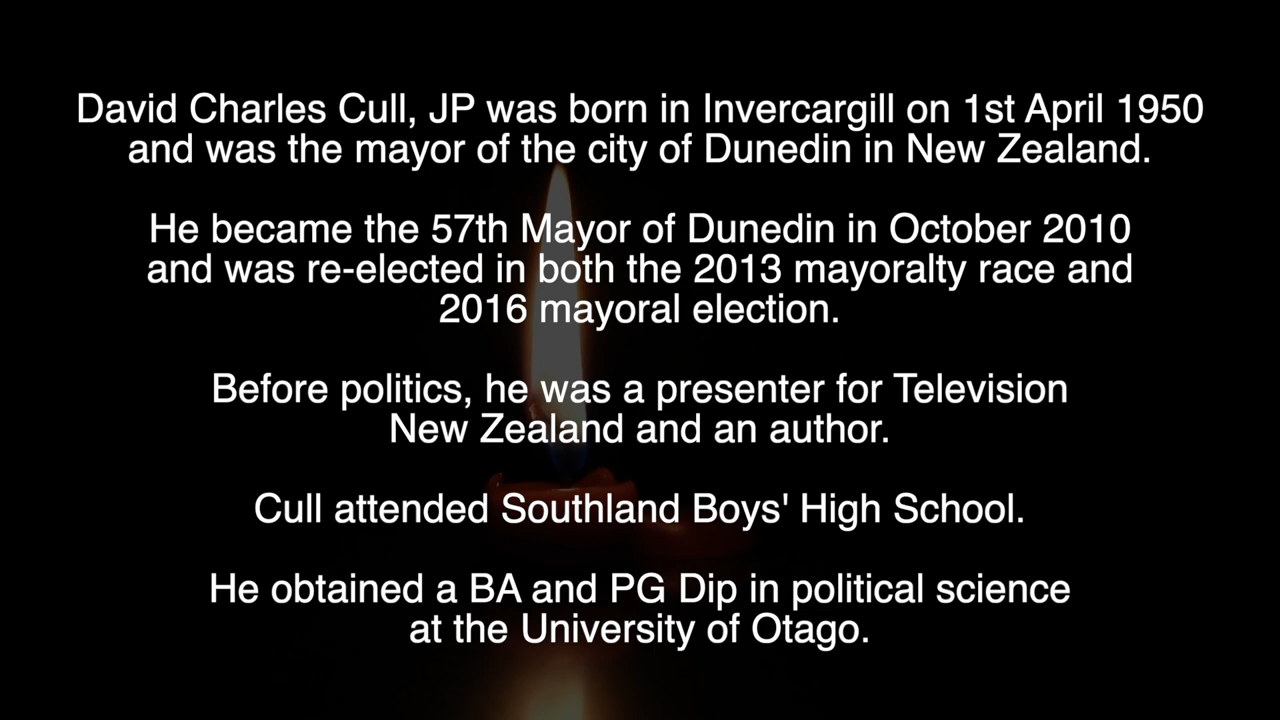 David Charles Cull, JP was born in Invercargill on 1st April 1950
and was the mayor of the city of Dunedin in New Zealand.
He became the 57th Mayor of Dunedin in October 2010
and was re-elected in both the 2013 mayoralty race and
2016 mayoral election.
Before politics, he was a presenter for Television
New Zealand and an author.
Cull attended Southland Boys' High School.
He obtained a BA and PG Dip in political science
at the University of Otago.